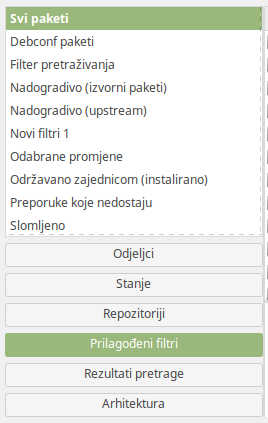 Svi paketi
Debconf paketi
Filter pretraživanja
Nadogradivo (izvorni paketi)
Nadogradivo (upstream)
Novi filtri 1
Odabrane promjene
Održavano zajednicom (instalirano)
Preporuke koje nedostaju
Slomljeno
Odjeljci
Stanje
Repozitoriji
Prilagođeni filtri
Rezultati pretrage
Arhitektura